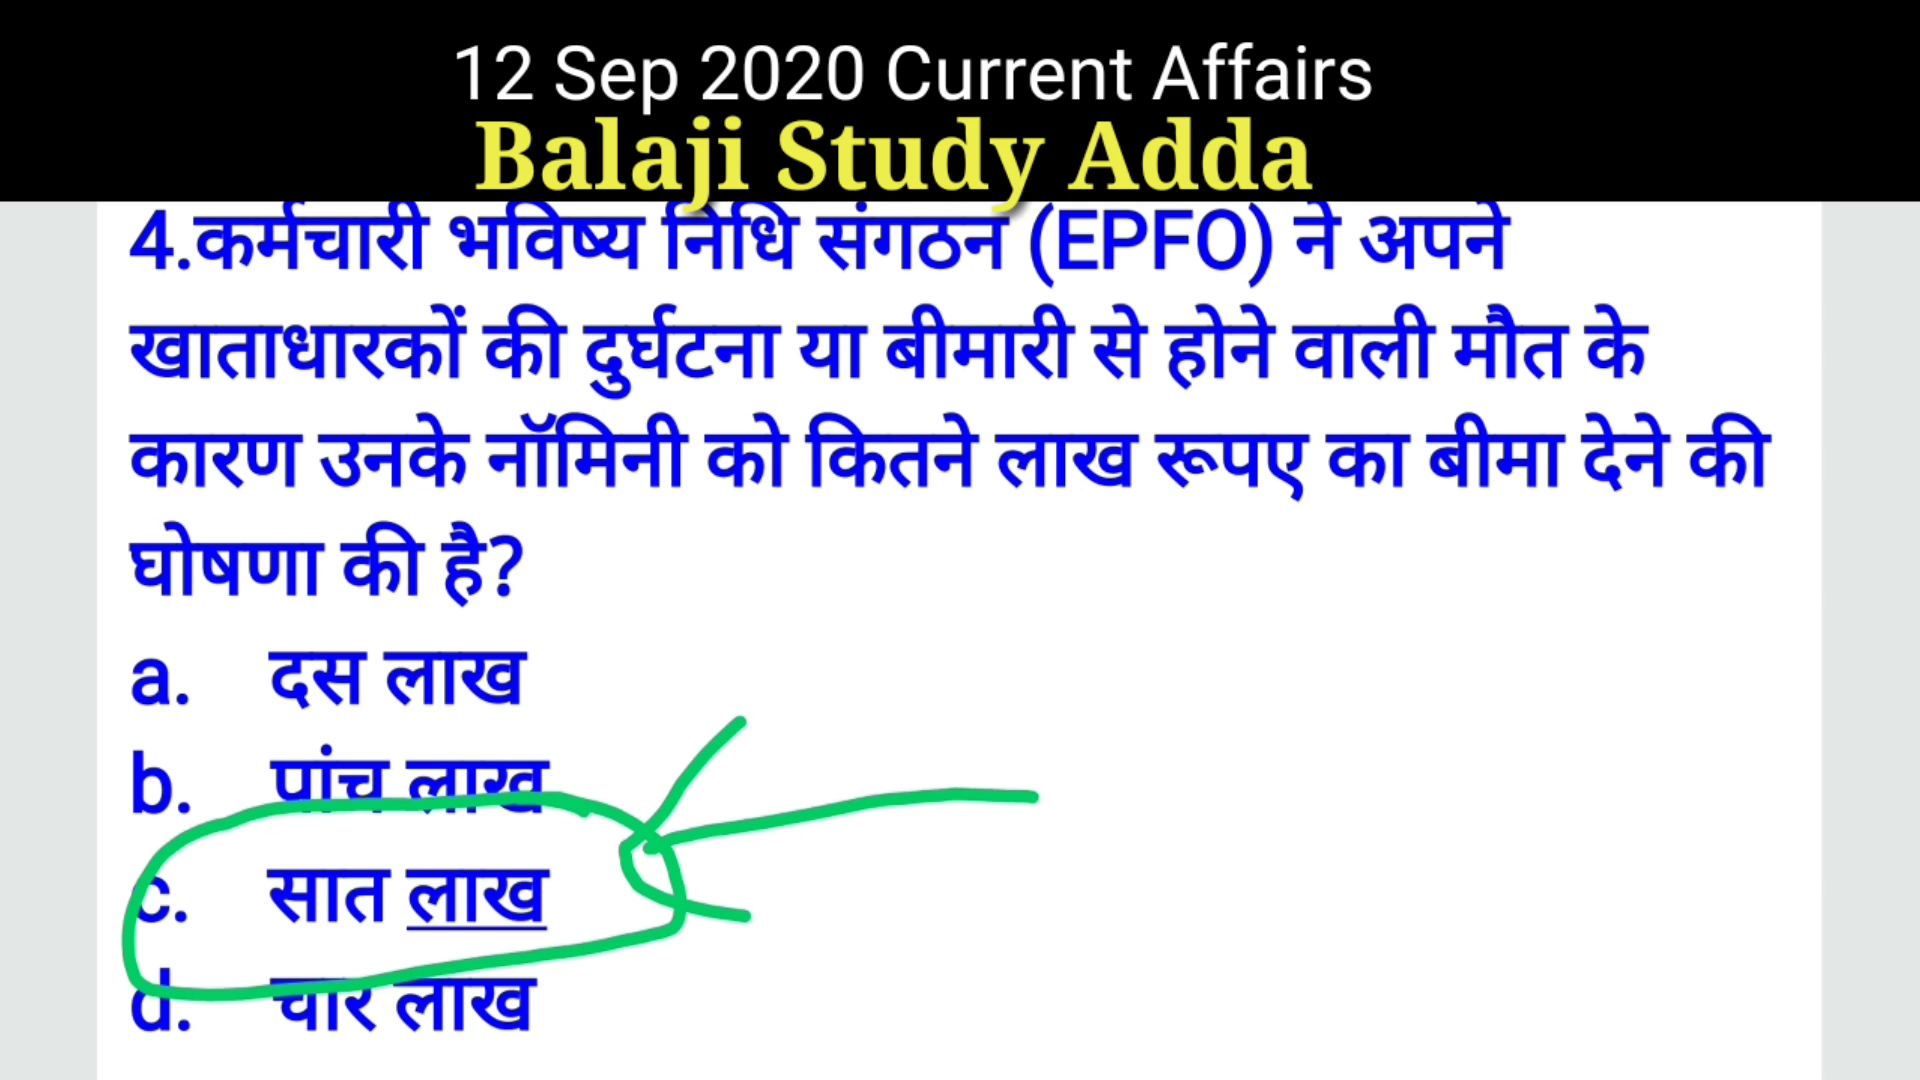 12 Sep 2020 Current Affairs
Balaji Study Adda
4.कर्मचारी भविष्य निधि संगठन (EPFO) ने अपने
खाताधारकों की दुर्घटना या बीमारी से होने वाली मौत के
कारण उनके नॉमिनी को कितने लाख रूपए का बीमा देने की
घोषणा की है?
a. दस लाख
b. पांच लाख
c. सात लाख
d. चार लाख